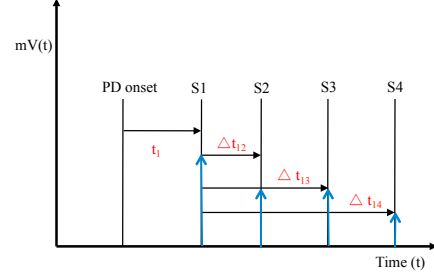 mV(t)
PD onset S1 S2 S3 S4
t1
△t12
△ t13
△ t14
Time (t)